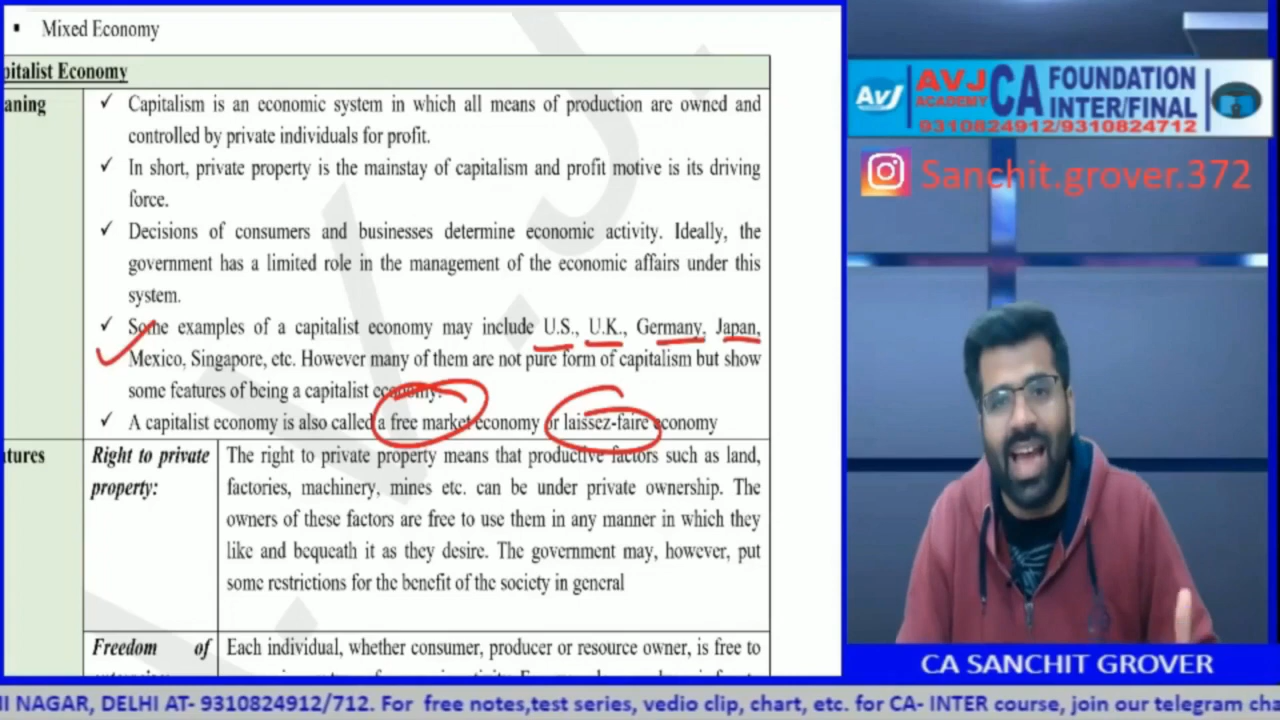 ▪ Mixed Economy
pitalist Economy
aning
✓ Capitalism is an economic system in which all means of production are owned and
controlled by private individuals for profit.
✓ In short, private property is the mainstay of capitalism and profit motive is its driving
force.
✓ Decisions of consumers and businesses determine economic activity. Ideally, the
government has a limited role in the management of the economic affairs under this
system.
✓ Some examples of a capitalist economy may include U.S., U.K., Germany, Japan,
Mexico, Singapore, etc. However many of them are not pure form of capitalism but show
some features of being a capitalist economy.
✓ A capitalist economy is also called a free market economy or laissez-faire economy
tures
Right to private
property:
The right to private property means that productive factors such as land,
factories, machinery, mines etc. can be under private ownership. The
owners of these factors are free to use them in any manner in which they
like and bequeath it as they desire. The government may, however, put
some restrictions for the benefit of the society in general
Freedom of
Each individual, whether consumer, producer or resource owner, is free to
AVJ
AVJ
ACADEMY
CA
FOUNDATION
INTER/FINAL
9310824912/9310824712
Sanchit.grover.372
CA SANCHIT GROVER
I NAGAR, DELHI AT- 9310824912/712. For free notes,test series, vedio clip, chart, etc. for CA- INTER course, join our telegram cha